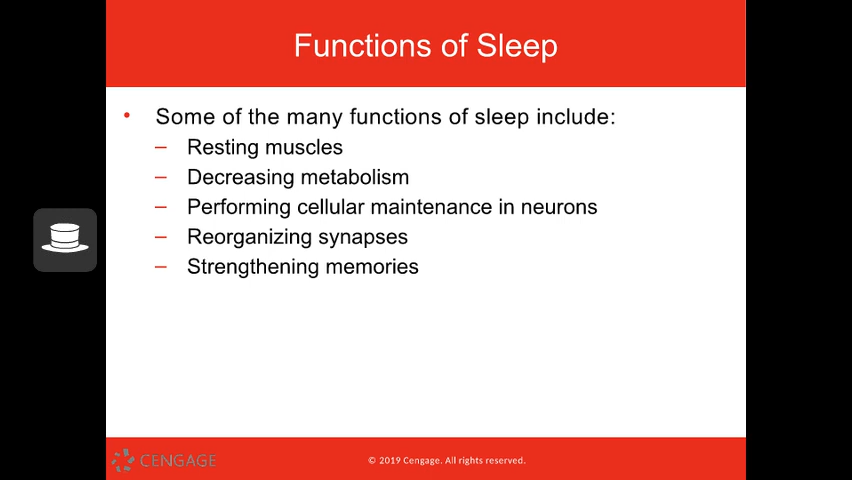 Functions of Sleep
• Some of the many functions of sleep include:
– Resting muscles
– Decreasing metabolism
– Performing cellular maintenance in neurons
– Reorganizing synapses
– Strengthening memories
CENGAGE
© 2019 Cengage. All rights reserved.